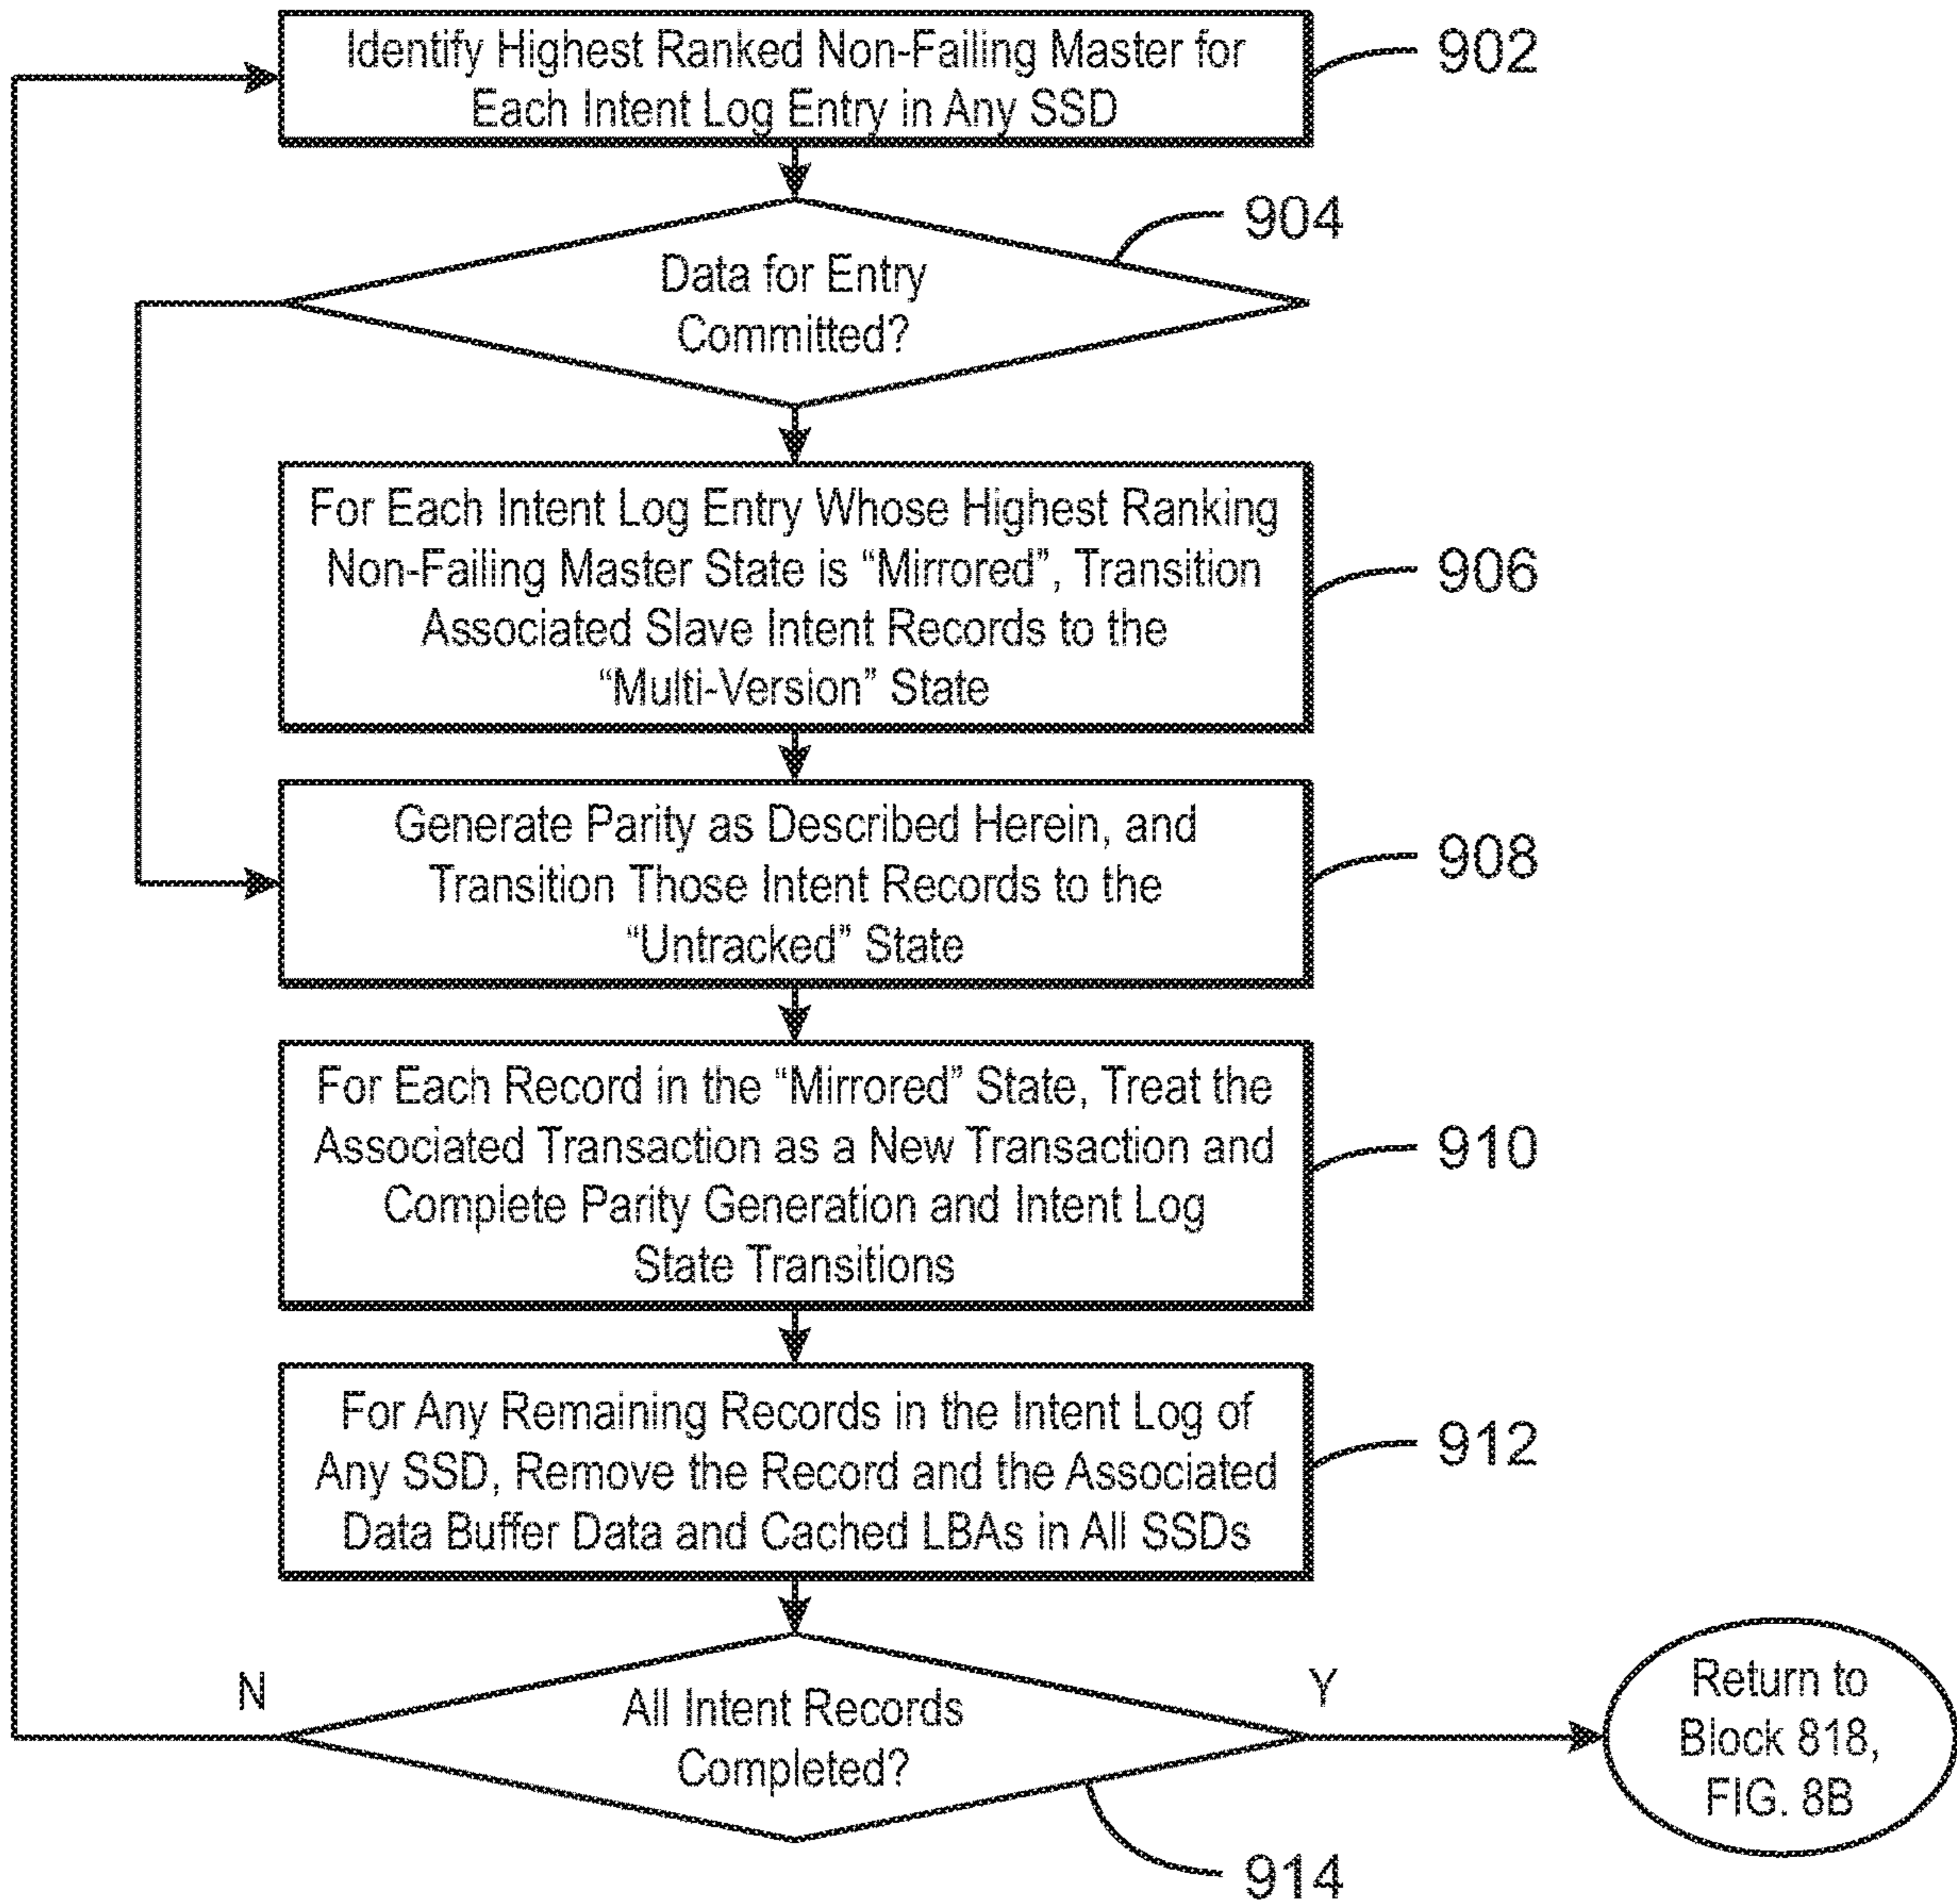 Identify Highest Ranked Non-Failing Master for
Each Intent Log Entry in Any SSD
902
904
Data for Entry
Committed?
For Each Intent Log Entry Whose Highest Ranking
Non-Failing Master State is “Mirrored”, Transition
Associated Slave Intent Records to the
“Multi-Version” State
906
Generate Parity as Described Herein, and
Transition Those Intent Records to the
“Untracked” State
908
For Each Record in the “Mirrored” State, Treat the
Associated Transaction as a New Transaction and
Complete Parity Generation and Intent Log
State Transitions
910
For Any Remaining Records in the Intent Log of
Any SSD, Remove the Record and the Associated
Data Buffer Data and Cached LBAs in All SSDs
912
N
All Intent Records
Completed?
Y
914
Return to
Block 818,
FIG. 8B